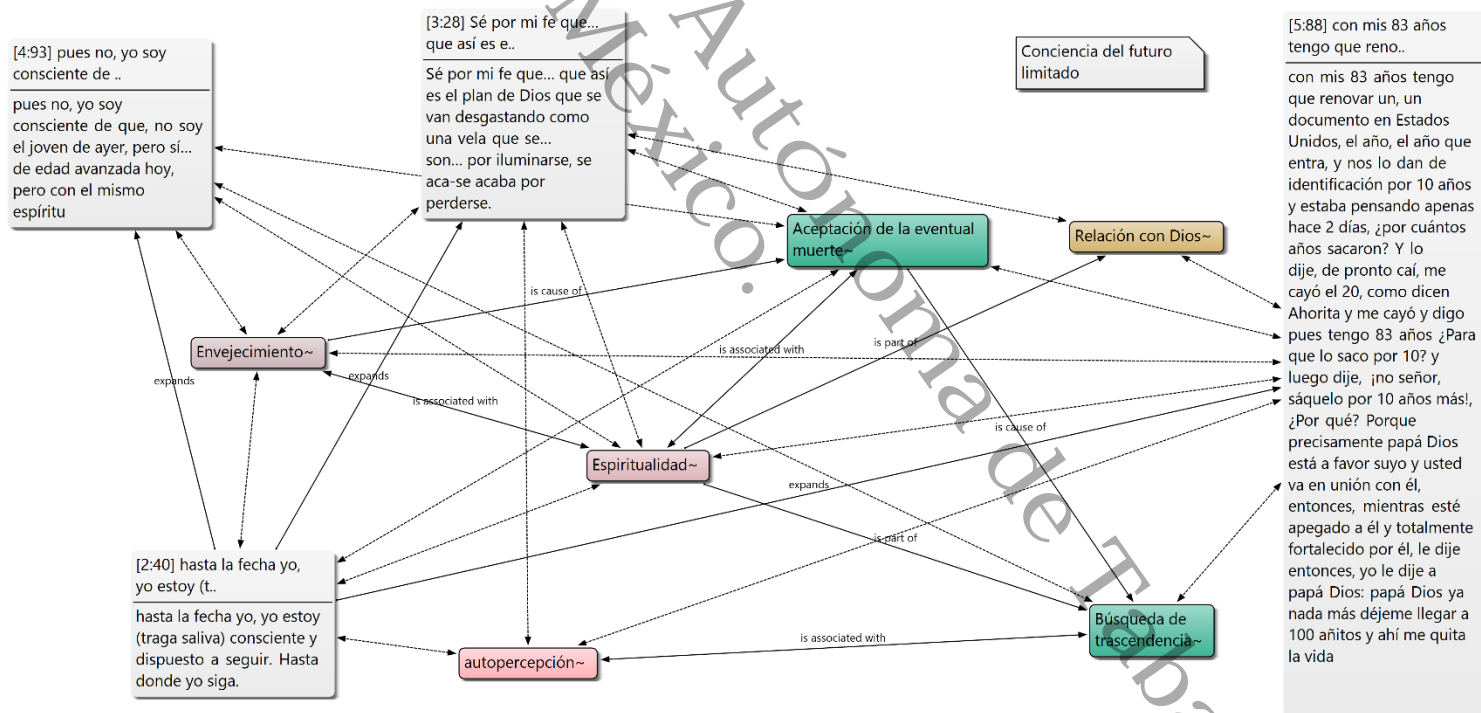 [4:93] pues no, yo soy
consciente de ..
pues no, yo soy
consciente de que, no soy
el joven de ayer, pero sí...
de edad avanzada hoy,
pero con el mismo
espíritu
[3:28] Sé por mi fe que...
que así es e..
Sé por mi fe que... que así
es el plan de Dios que se
van desgastando como
una vela que se...
son... por iluminarse, se
aca-se acaba por
perderse.
Conciencia del futuro
limitado
[5:88] con mis 83 años
tengo que reno..
con mis 83 años tengo
que renovar un, un
documento en Estados
Unidos, el año, el año que
entra, y nos lo dan de
identificación por 10 años
y estaba pensando apenas
hace 2 días, ¿por cuántos
años sacaron? Y lo
dije, de pronto caí, me
cayó el 20, como dicen
Ahorita y me cayó y digo
pues tengo 83 años ¿Para
que lo saco por 10? y
luego dije, ¡no señor,
sáquelo por 10 años más!,
¿Por qué? Porque
precisamente papá Dios
está a favor suyo y usted
va en unión con él,
entonces, mientras esté
apegado a él y totalmente
fortalecido por él, le dije
entonces, yo le dije a
papá Dios: papá Dios ya
nada más déjeme llegar a
100 añitos y ahí me quita
la vida
Aceptación de la eventual
muerte~
Relación con Dios~
is cause of
Envejecimiento~
is associated with
is part of
expands
expands
is associated with
is cause of
Espiritualidad~
expands
is part of
[2:40] hasta la fecha yo,
yo estoy (t..
hasta la fecha yo, yo estoy
(traga saliva) consciente y
dispuesto a seguir. Hasta
donde yo siga.
autopercepción~
is associated with
Búsqueda de
trascendencia~
Autónoma de Taba
México.